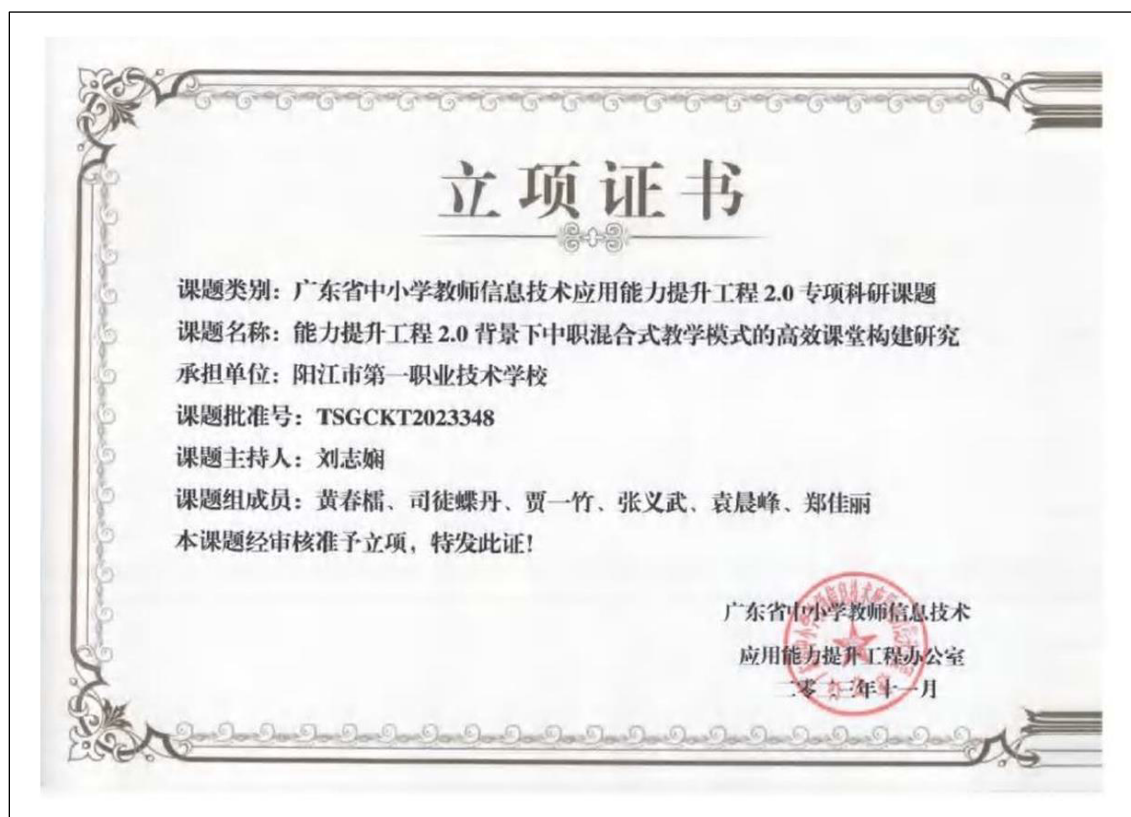 立项证书
课题类别：广东省中小学教师信息技术应用能力提升工程 2.0 专项科研课题
课题名称：能力提升工程 2.0 背景下中职混合式教学模式的高效课堂构建研究
承担单位：阳江市第一职业技术学校
课题批准号：TSGCKT2023348
课题主持人：刘志娴
课题组成员：黄春櫺、司徒蝶丹、贾一竹、张义武、袁晨峰、郑佳丽
本课题经审核准予立项，特发此证！
广东省中小学教师信息技术
应用能力提升工程办公室
二零二三年十一月